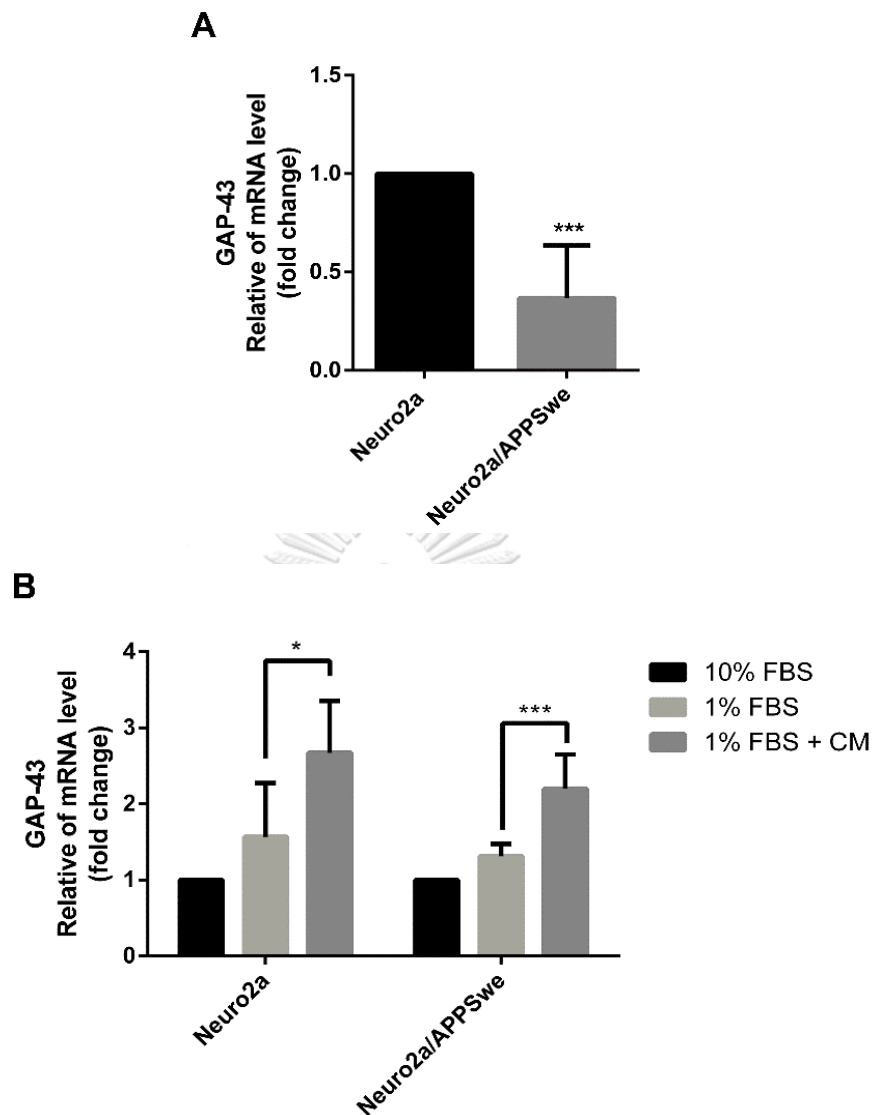 A
GAP-43
Relative of mRNA level
(fold change)
1.5
1.0
0.5
0.0
***
Neuro2a
Neuro2a/APPSwe
B
GAP-43
Relative of mRNA level
(fold change)
4
3
2
1
0
*
***
Neuro2a
Neuro2a/APPSwe
10% FBS
1% FBS
1% FBS + CM